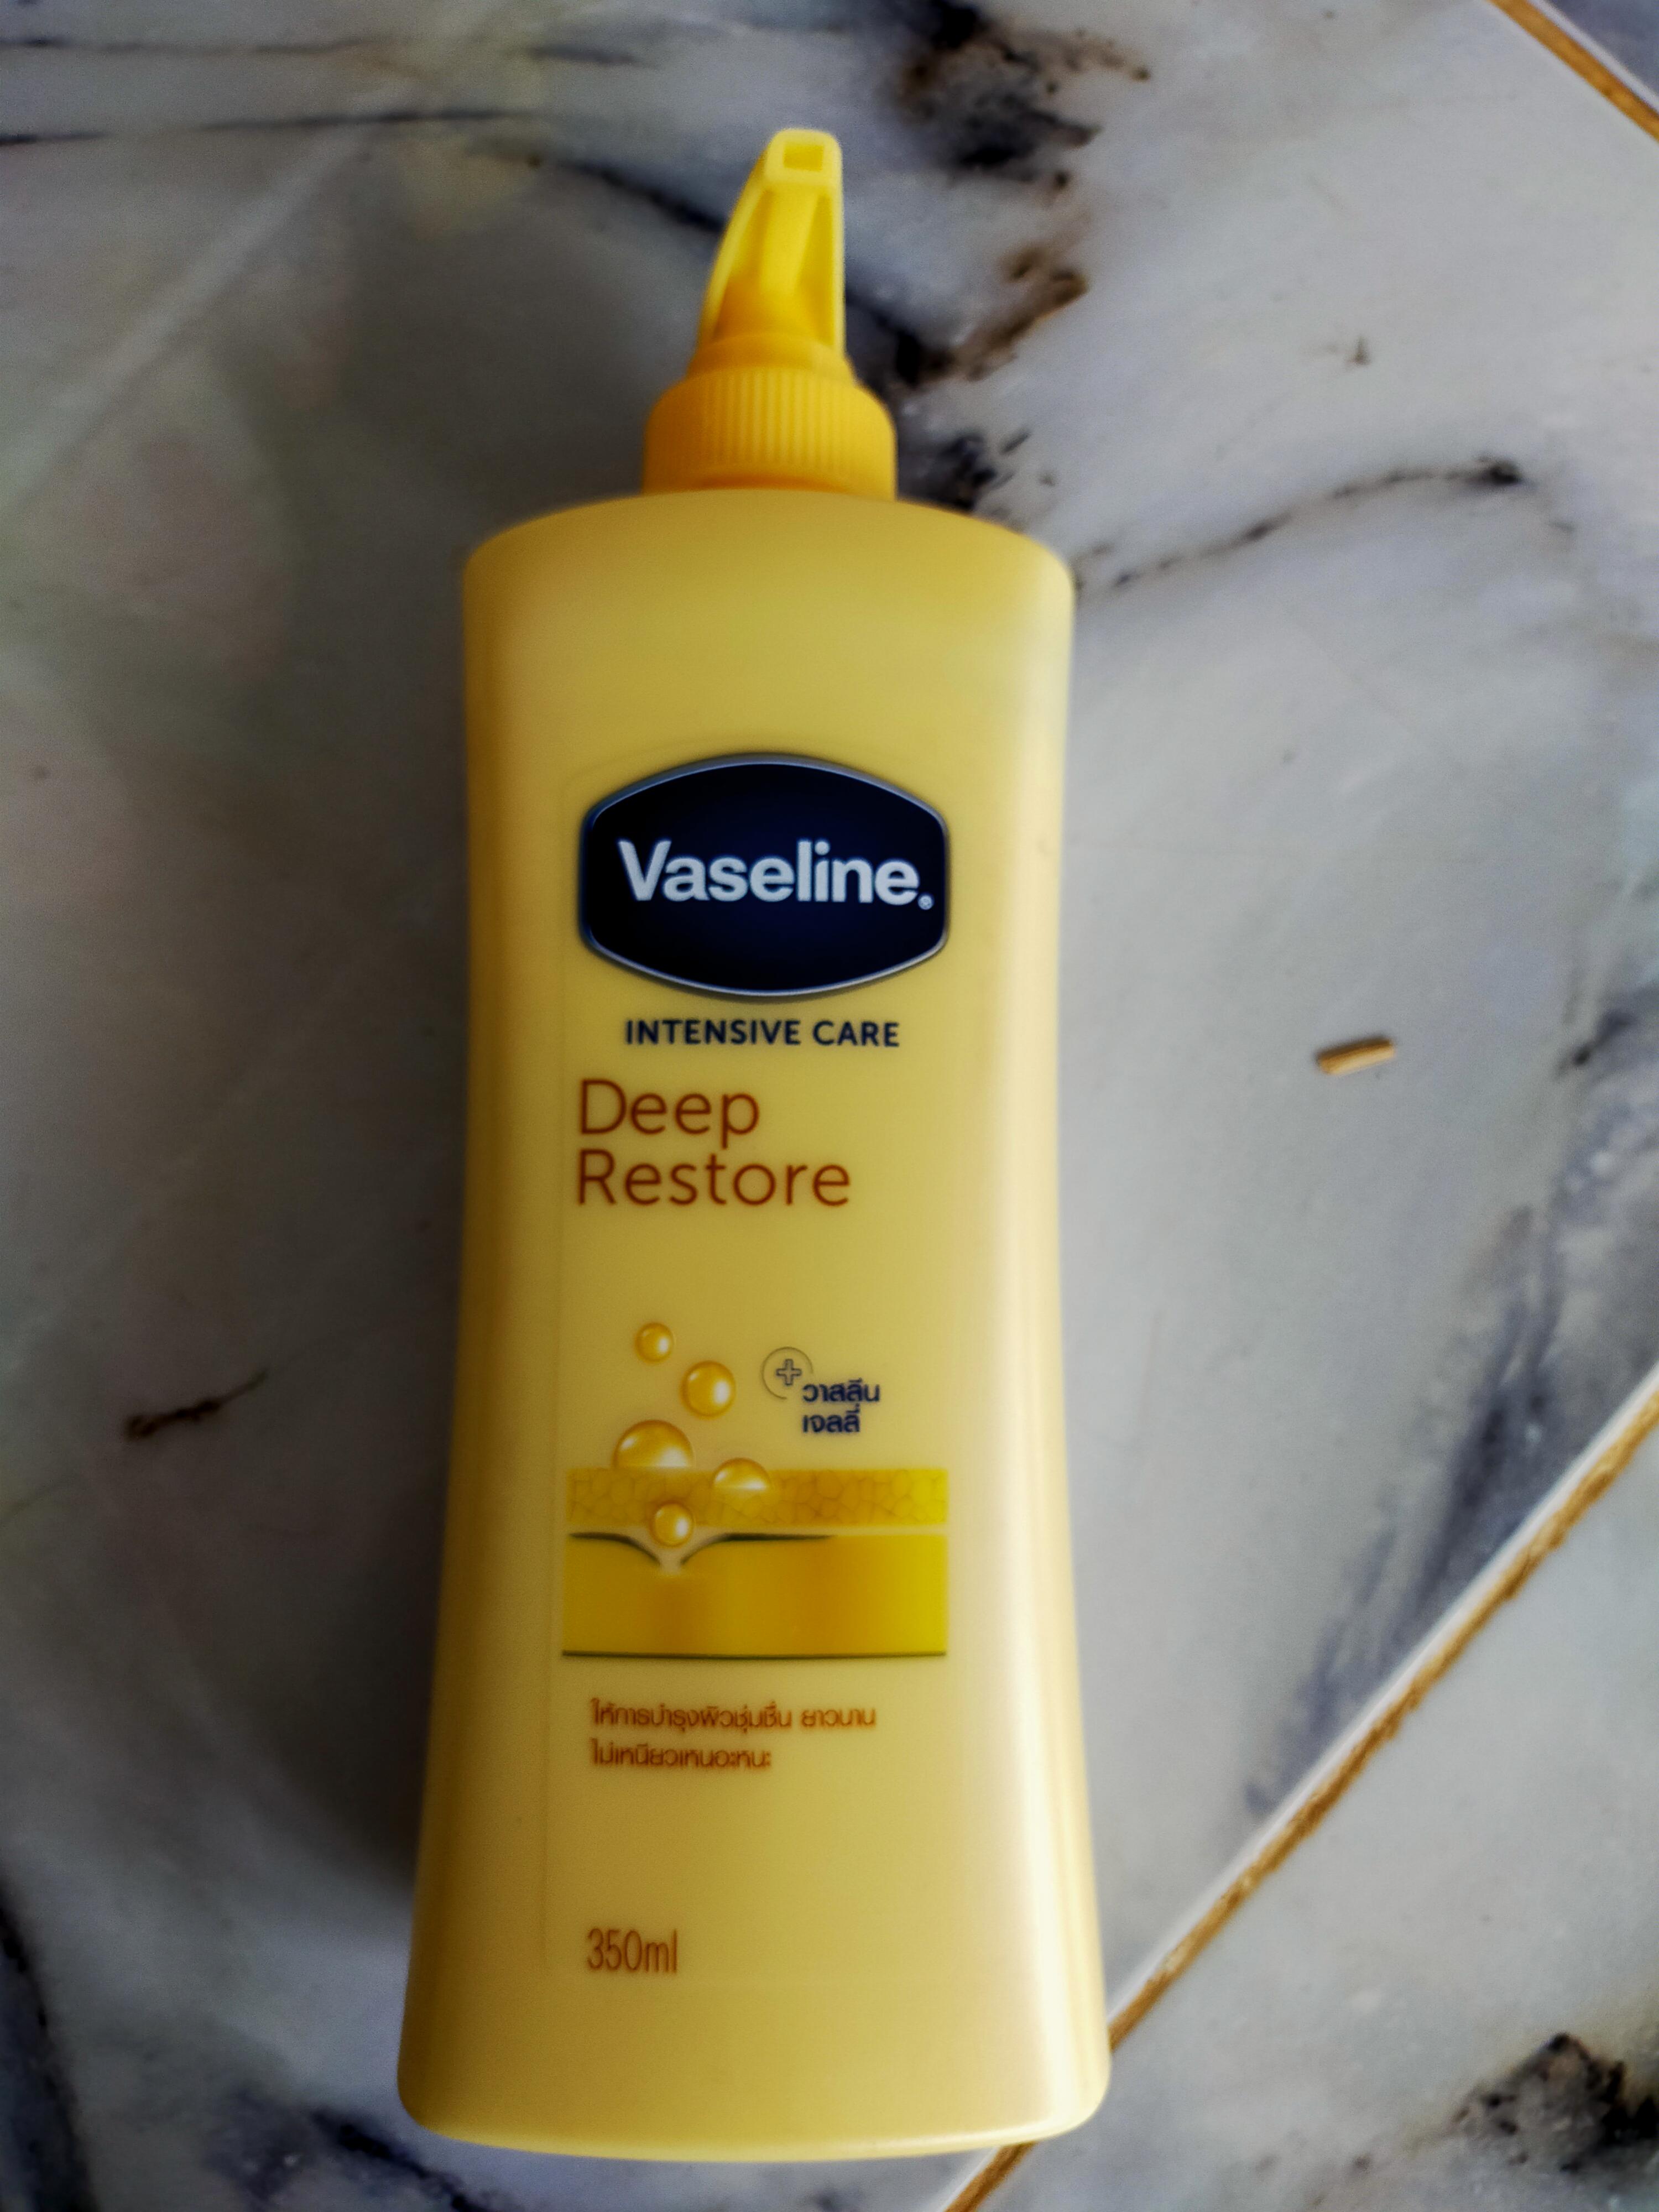 Vaseline®
INTENSIVE CARE
Deep
Restore
วาสลีน
เจลลี่
ให้การบำรุงผิวชุ่มชื่น ยาวนาน
ไม่เหนียวเหนอะหนะ
350ml